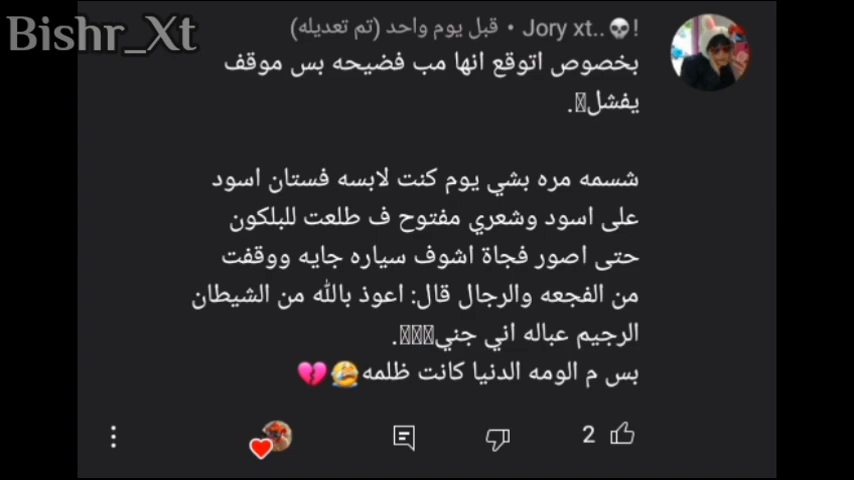 Bishr_Xt
!💀..Jory xt • قبل يوم واحد (تم تعديله)
بخصوص اتوقع انها مب فضيحه بس موقف
يفشل.
شسمه مره بشي يوم كنت لابسه فستان اسود
على اسود وشعري مفتوح ف طلعت للبلكون
حتى اصور فجاة اشوف سياره جايه ووقفت
من الفجعه والرجال قال: اعوذ بالله من الشيطان
الرجيم عباله اني جني.
بس م الومه الدنيا كانت ظلمه😭💔
2